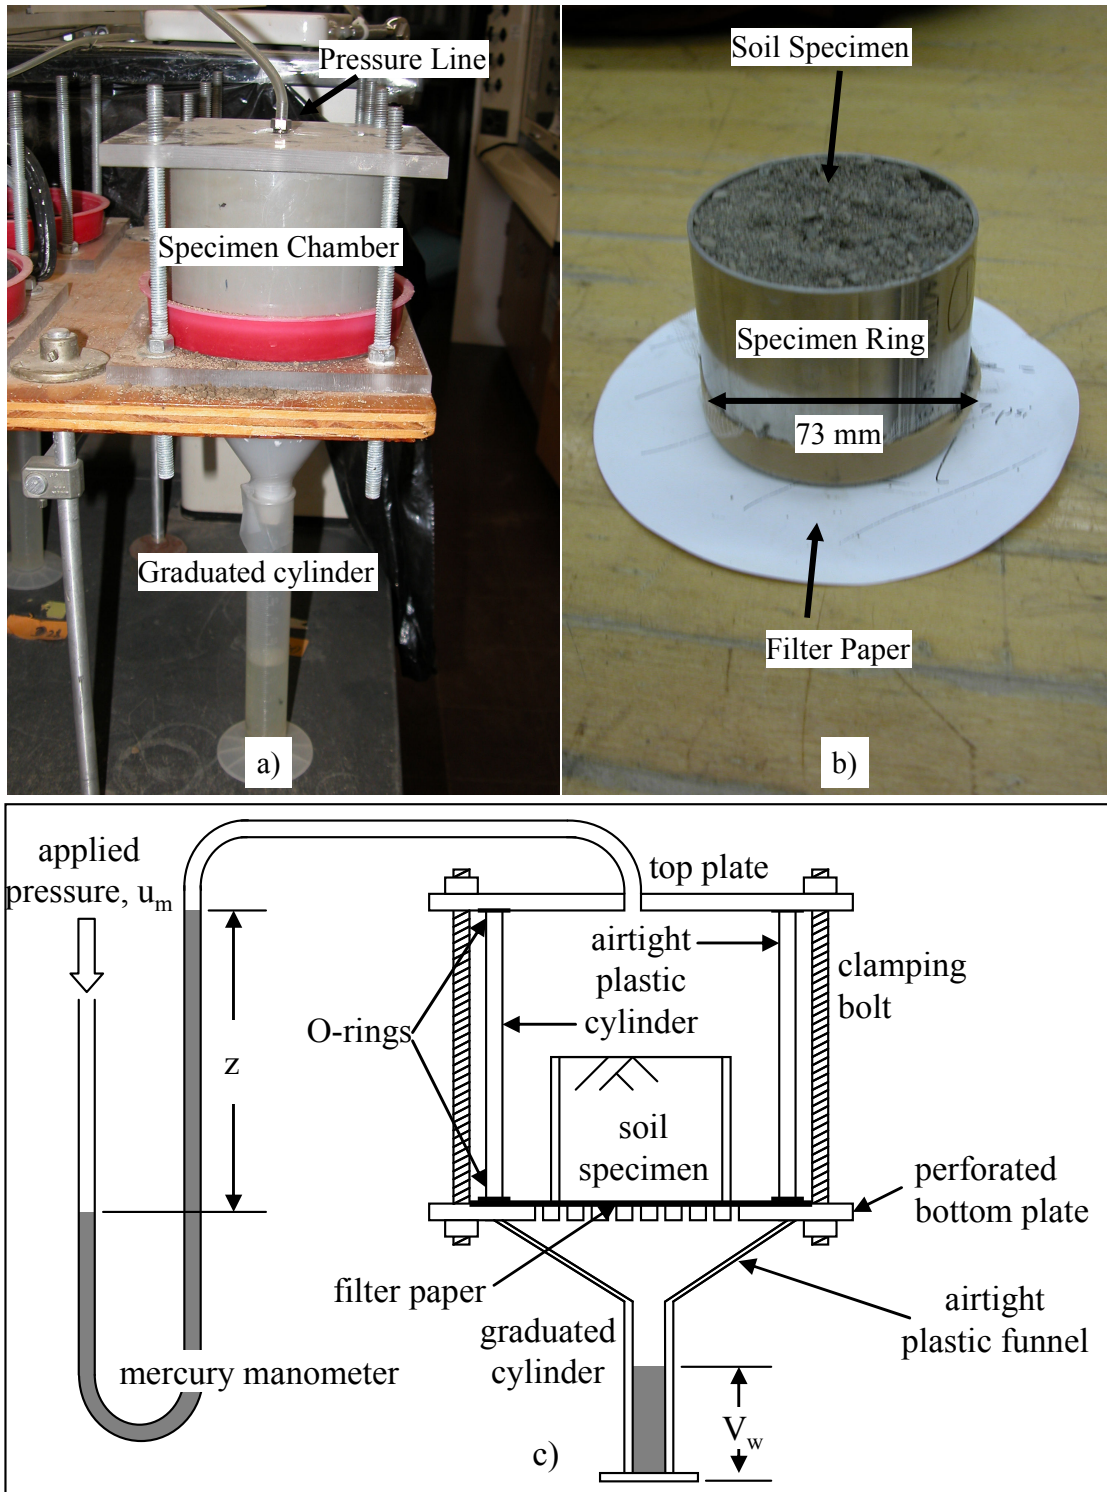 Pressure Line
Specimen Chamber
Graduated cylinder
a)
Soil Specimen
Specimen Ring
73 mm
Filter Paper
b)
applied
pressure, um
z
mercury manometer
top plate
airtight
plastic
cylinder
O-rings
clamping
bolt
soil
specimen
perforated
bottom plate
filter paper
graduated
cylinder
airtight
plastic funnel
Vw
c)